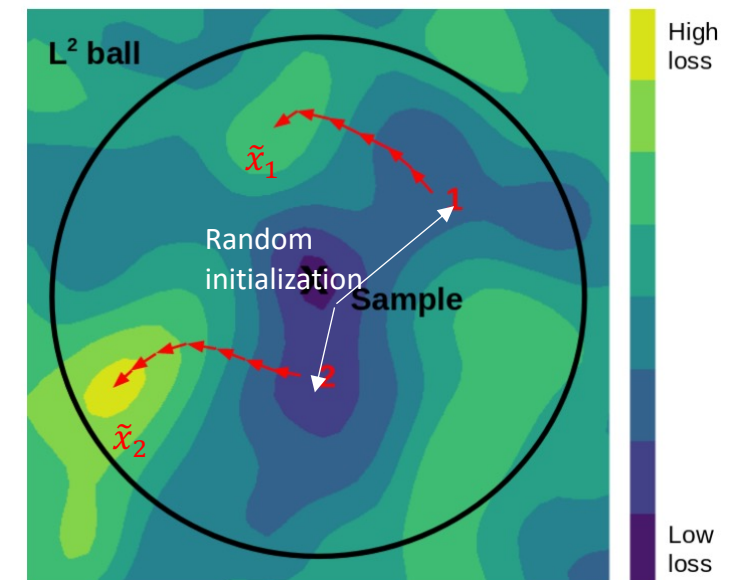 High
loss
L² ball
x̃₁
1
Random
initialization
X
Sample
2
x̃₂
Low
loss